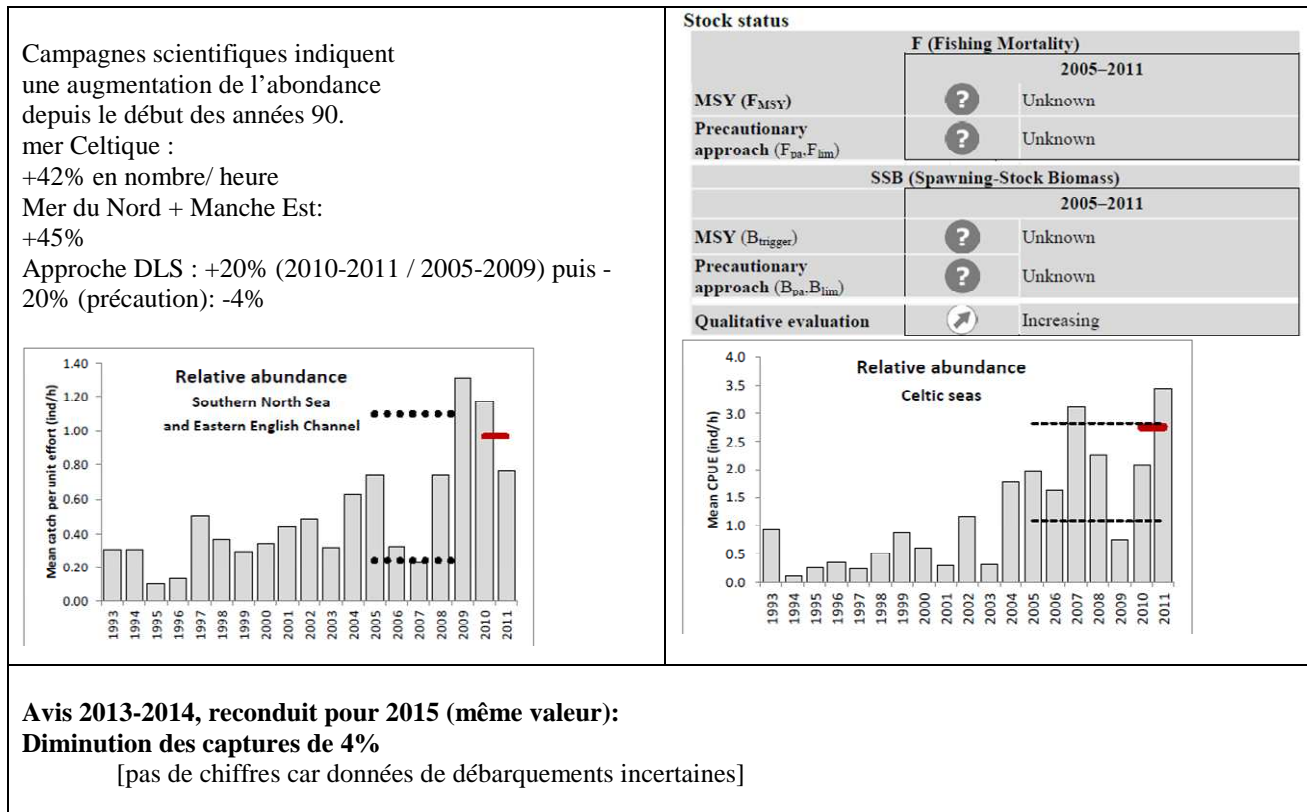 Campagnes scientifiques indiquent
une augmentation de l'abondance
depuis le début des années 90.
mer Celtique :
+42% en nombre/ heure
Mer du Nord + Manche Est:
+45%
Approche DLS : +20% (2010-2011 / 2005-2009) puis -
20% (précaution): -4%
Relative abundance
Southern North Sea
and Eastern English Channel
Mean catch per unit effort (ind/h)
1.40
1.20
1.00
0.80
0.60
0.40
0.20
0.00
1993 1994 1995 1996 1997 1998 1999 2000 2001 2002 2003 2004 2005 2006 2007 2008 2009 2010 2011
Stock status
F (Fishing Mortality)
2005–2011
MSY (FMSY) ? Unknown
Precautionary
approach (Fpa,Flim) ? Unknown
SSB (Spawning-Stock Biomass)
2005–2011
MSY (Btrigger) ? Unknown
Precautionary
approach (Bpa,Blim) ? Unknown
Qualitative evaluation Increasing
Relative abundance
Celtic seas
Mean CPUE (ind/h)
4.0
3.5
3.0
2.5
2.0
1.5
1.0
0.5
0.0
1993 1994 1995 1996 1997 1998 1999 2000 2001 2002 2003 2004 2005 2006 2007 2008 2009 2010 2011
Avis 2013-2014, reconduit pour 2015 (même valeur):
Diminution des captures de 4%
[pas de chiffres car données de débarquements incertaines]